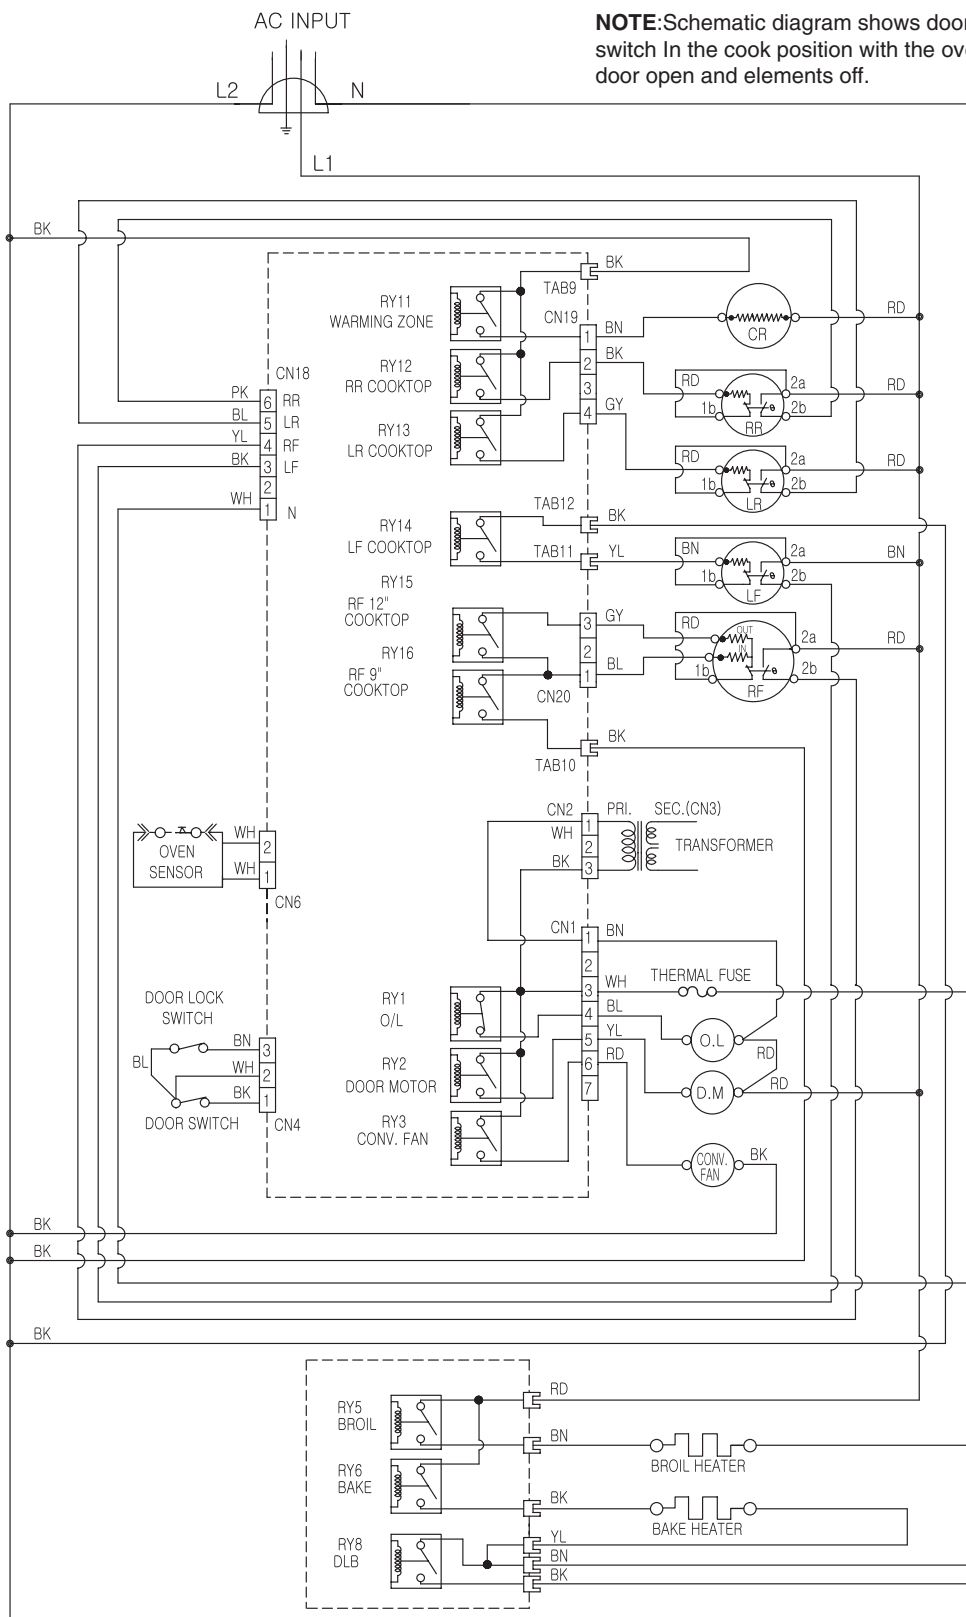 AC INPUT
NOTE:Schematic diagram shows door
switch In the cook position with the ove
door open and elements off.
L2
N
L1
BK
BK
TAB9
RY11
WARMING ZONE
CN19
1
BN
CR
RD
RY12
RR COOKTOP
2
BK
3
RD
2a
RD
1b
2b
RR
CN18
PK
6
RR
BL
5
LR
YL
4
RF
BK
3
LF
2
WH
1
N
RY13
LR COOKTOP
4
GY
RD
2a
RD
1b
2b
LR
TAB12
BK
RY14
LF COOKTOP
TAB11
YL
BN
2a
BN
1b
2b
LF
RY15
RF 12"
COOKTOP
3
GY
2
1
BL
CN20
RD
OUT
IN
2a
RD
1b
2b
RF
RY16
RF 9"
COOKTOP
BK
TAB10
CN2
PRI.
SEC.(CN3)
1
WH
2
BK
3
TRANSFORMER
OVEN
SENSOR
WH
2
WH
1
CN6
CN1
1
BN
2
3
WH
THERMAL FUSE
4
BL
5
YL
6
RD
7
RY1
O/L
O.L
RD
RY2
DOOR MOTOR
D.M
RD
RY3
CONV. FAN
CONV.
FAN
BK
DOOR LOCK
SWITCH
BN
3
BL
WH
2
BK
1
DOOR SWITCH
CN4
BK
BK
BK
RY5
BROIL
RD
BN
BROIL HEATER
RY6
BAKE
BK
BAKE HEATER
RY8
DLB
YL
BN
BK